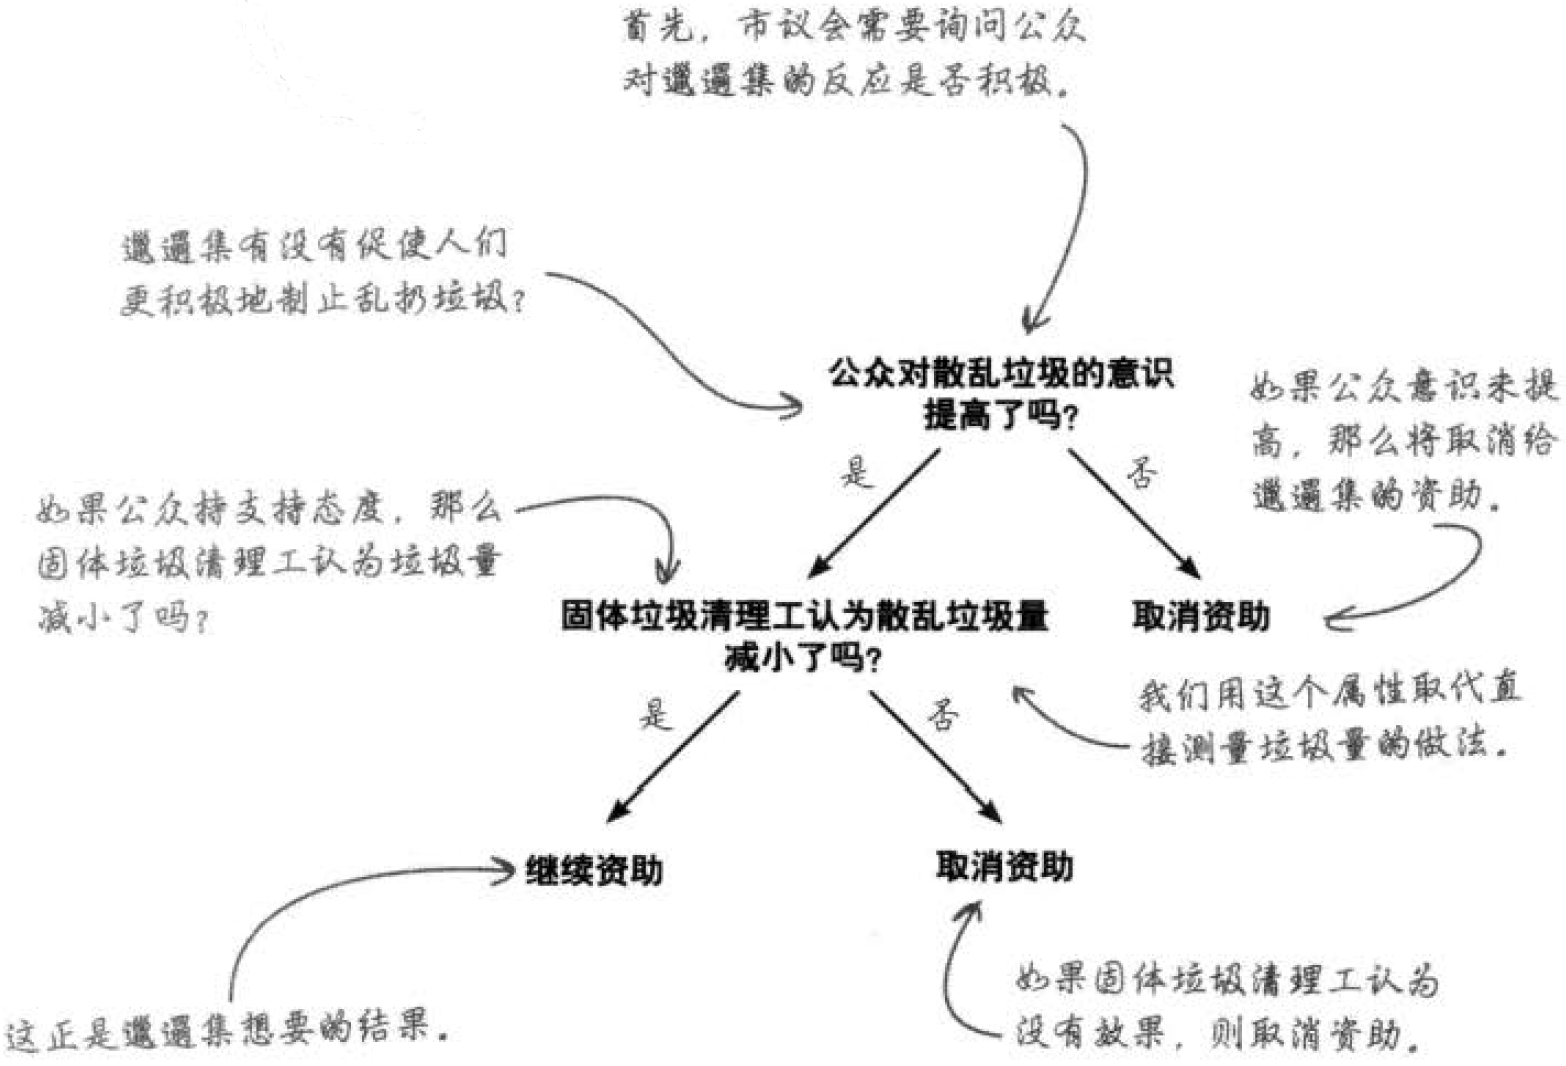 首先，市议会需要询问公众
对邋遢集的反应是否积极。
邋遢集有没有促使人们
更积极地制止乱扔垃圾？
公众对散乱垃圾的意识
提高了吗？
如果公众意识未提
高，那么将取消给
邋遢集的资助。
是
否
如果公众持支持态度，那么
固体垃圾清理工认为垃圾量
减小了吗？
固体垃圾清理工认为散乱垃圾量
减小了吗？
取消资助
我们用这个属性取代直
接测量垃圾量的做法。
是
否
继续资助
取消资助
这正是邋遢集想要的结果。
如果固体垃圾清理工认为
没有效果，则取消资助。